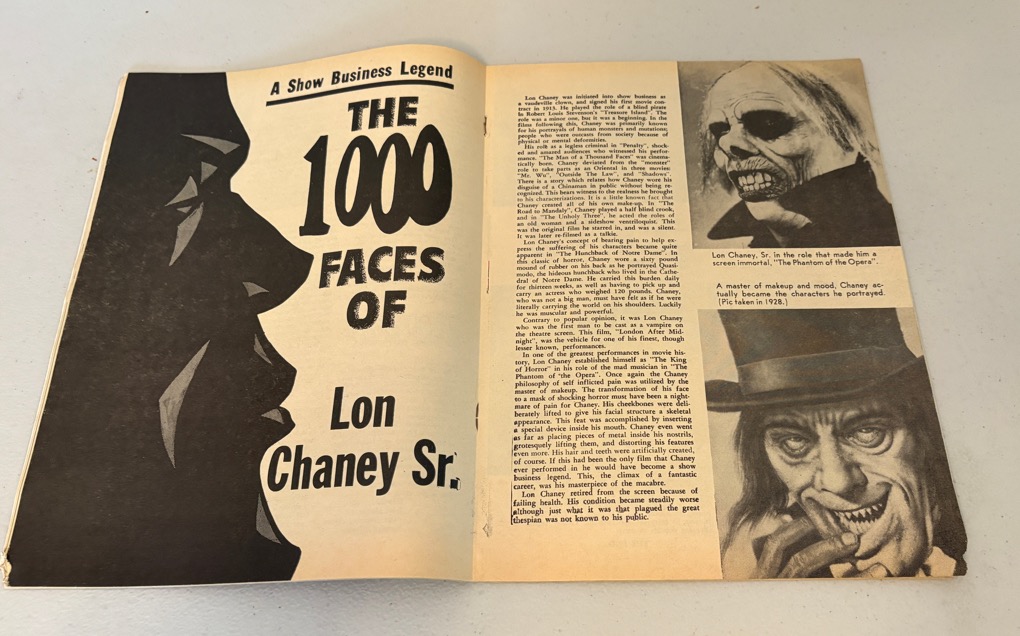 A Show Business Legend
THE
1000
FACES
OF
Lon
Chaney Sr.
Lon Chaney was initiated into show business as
a vaudeville clown, and signed his first movie con-
tract in 1913. He played the role of a blind pirate
in Robert Louis Stevenson's "Treasure Island". The
role was a minor one, but it was a beginning. In the
films following this, Chaney was primarily known
for his portrayals of human monsters and mutations;
people who were outcasts from society because of
physical or mental deformities.
His role as a legless criminal in "Penalty", shock-
ed and amazed audiences who witnessed his perfor-
mance. "The Man of a Thousand Faces" was cinema-
tically born. Chaney deviated from the "monster"
role to take parts as an Oriental in three movies:
"Mr. Wu", "Outside The Law", and "Shadows".
There is a story which relates how Chaney wore his
disguise of a Chinaman in public without being re-
cognized. This bears witness to the realness he brought
to his characterizations. It is a little known fact that
Chaney created all of his own make-up. In "The
Road to Mandaly", Chaney played a half blind crook,
and in "The Unholy Three", he acted the roles of
an old woman and a sideshow ventriloquist. This
was the original film he starred in, and was a silent.
It was later re-filmed as a talkie.
Lon Chaney's concept of bearing pain to help ex-
press the suffering of his characters became quite
apparent in "The Hunchback of Notre Dame". In
this classic of horror, Chaney wore a sixty pound
mound of rubber on his back as he portrayed Quasi-
modo, the hideous hunchback who lived in the Cathe-
dral of Notre Dame. He carried this burden daily
for thirteen weeks, as well as having to pick up and
carry an actress who weighed 120 pounds. Chaney,
who was not a big man, must have felt as if he were
literally carrying the world on his shoulders. Luckily
he was muscular and powerful.
Contrary to popular opinion, it was Lon Chaney
who was the first man to be cast as a vampire on
the theatre screen. This film, "London After Mid-
night", was the vehicle for one of his finest, though
lesser known, performances.
In one of the greatest performances in movie his-
tory, Lon Chaney established himself as "The King
of Horror" in his role of the mad musician in "The
Phantom of "the Opera". Once again the Chaney
philosophy of self inflicted pain was utilized by the
master of makeup. The transformation of his face
to a mask of shocking horror must have been a night-
mare of pain for Chaney. His cheekbones were deli-
berately lifted to give his facial structure a skeletal
appearance. This feat was accomplished by inserting
a special device inside his mouth. Chaney even went
as far as placing pieces of metal inside his nostrils,
grotesquely lifting them, and distorting his features
even more. His hair and teeth were artificially created,
of course. If this had been the only film that Chaney
ever performed in he would have become a show
business legend. This, the climax of a fantastic
career, was his masterpiece of the macabre.
Lon Chaney retired from the screen because of
failing health. His condition became steadily worse
although just what it was that plagued the great
thespian was not known to his public.
Lon Chaney, Sr. in the role that made him a
screen immortal, "The Phantom of the Opera".
A master of makeup and mood, Chaney ac-
tually became the characters he portrayed.
[Pic taken in 1928.]